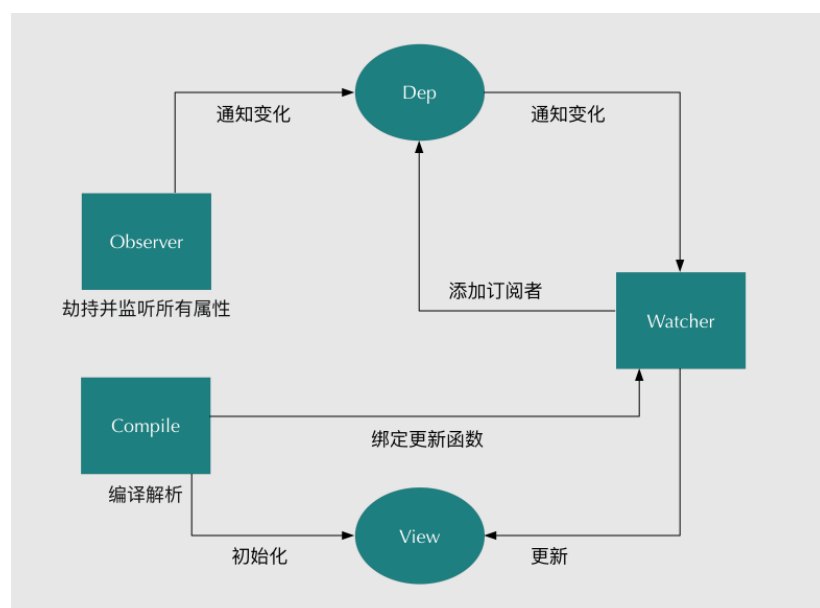 Dep
通知变化
通知变化
Observer
劫持并监听所有属性
添加订阅者
Watcher
Compile
绑定更新函数
编译解析
View
初始化
更新